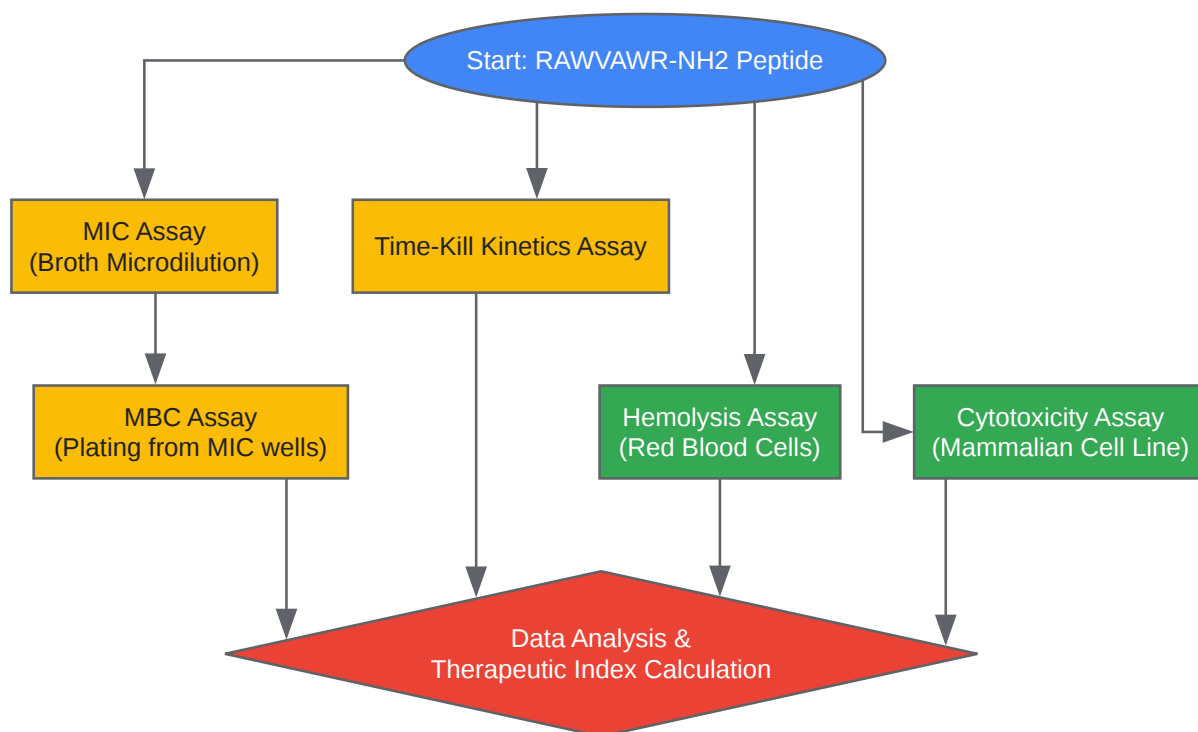 Start: RAWVAWR-NH2 Peptide
MIC Assay
(Broth Microdilution)
Time-Kill Kinetics Assay
MBC Assay
(Plating from MIC wells)
Hemolysis Assay
(Red Blood Cells)
Cytotoxicity Assay
(Mammalian Cell Line)
Data Analysis &
Therapeutic Index Calculation